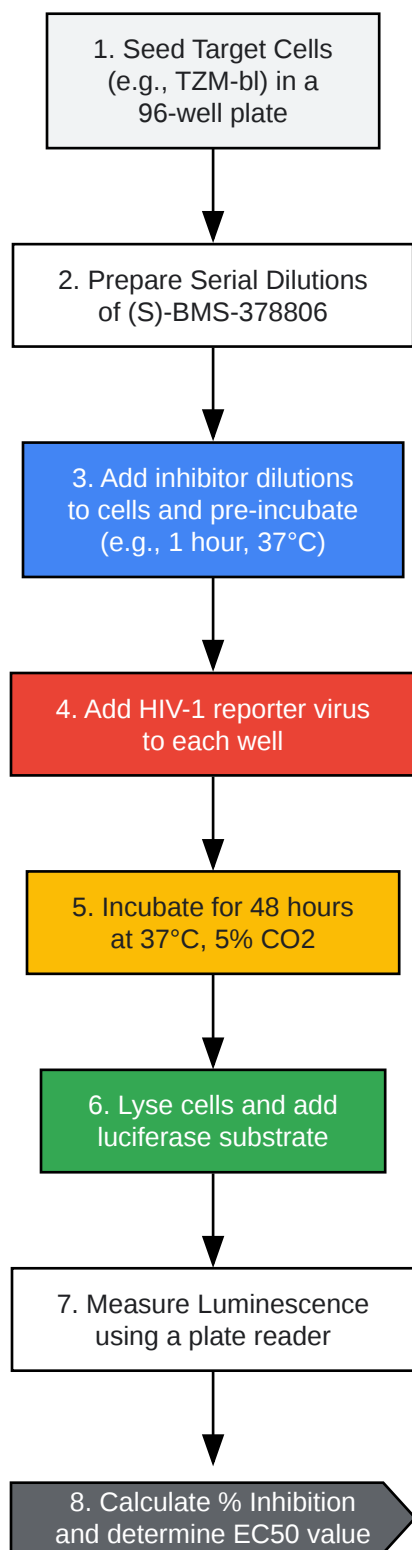 1. Seed Target Cells
(e.g., TZM-bl) in a
96-well plate
2. Prepare Serial Dilutions
of (S)-BMS-378806
3. Add inhibitor dilutions
to cells and pre-incubate
(e.g., 1 hour, 37°C)
4. Add HIV-1 reporter virus
to each well
5. Incubate for 48 hours
at 37°C, 5% CO2
6. Lyse cells and add
luciferase substrate
7. Measure Luminescence
using a plate reader
8. Calculate % Inhibition
and determine EC50 value